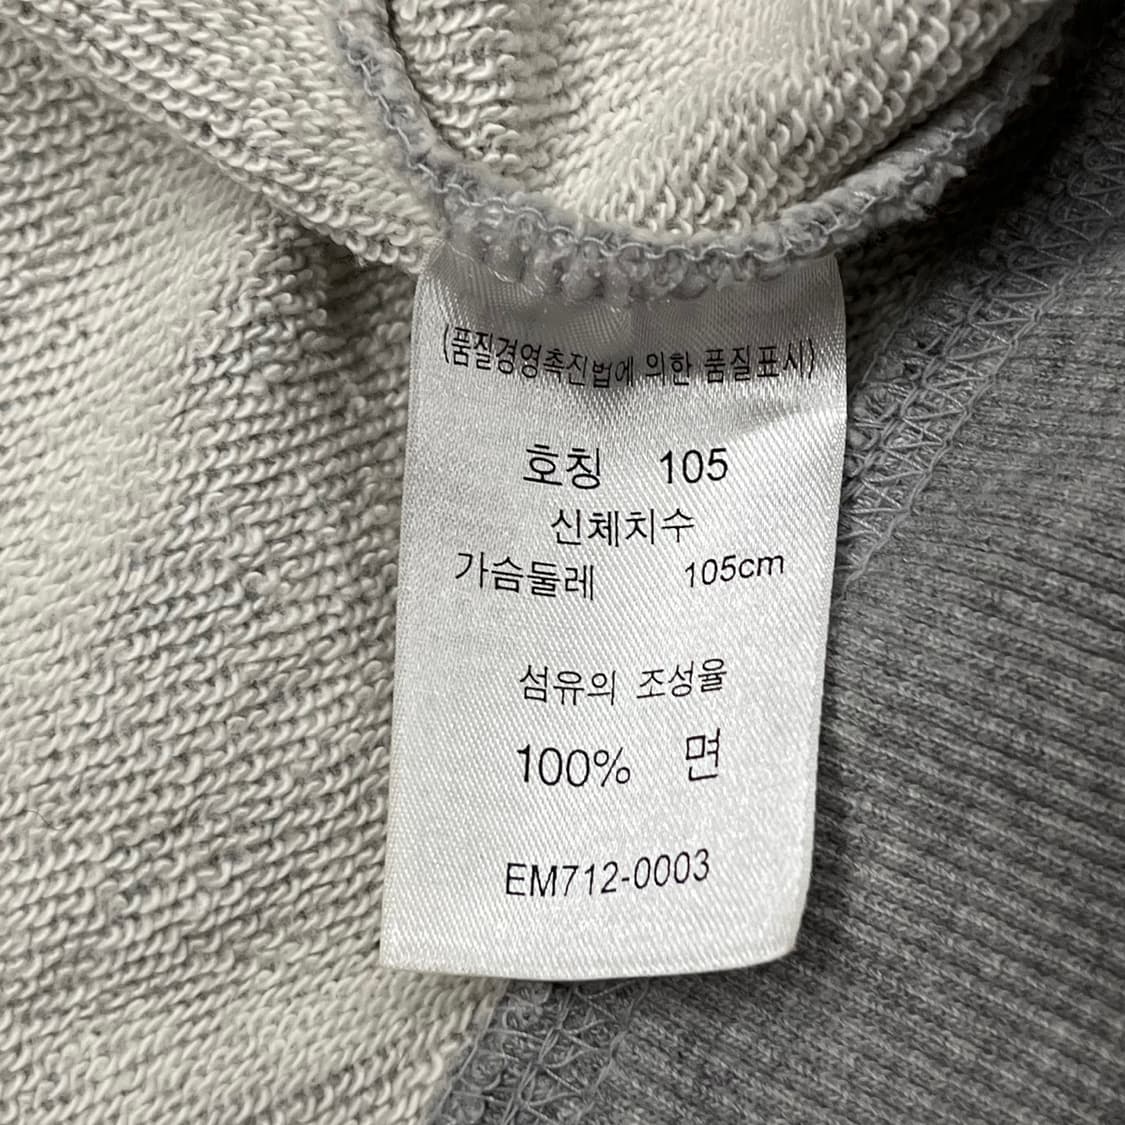 (품질경영촉진법에 의한 품질표시)
호칭 105
신체치수
가슴둘레 105cm
섬유의 조성율
100% 면
EM712-0003